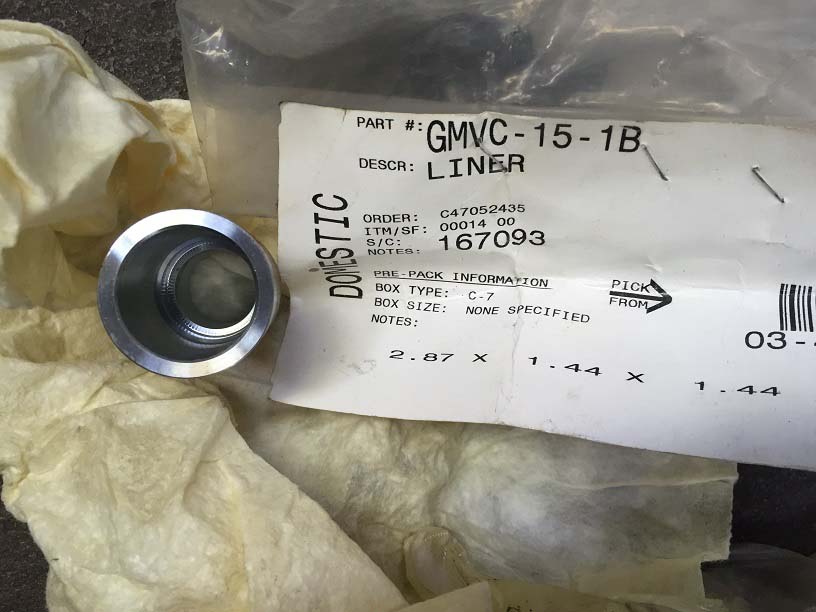 PART #: GMVC-15-1B
DESCR: LINER
DOMESTIC
ORDER: C47052435
ITM/SF: 00014 00
S/C: 167093
NOTES:
PRE-PACK INFORMATION
BOX TYPE: C-7
BOX SIZE: NONE SPECIFIED
NOTES:
PICK
FROM
03-
2.87 X 1.44 X 1.44